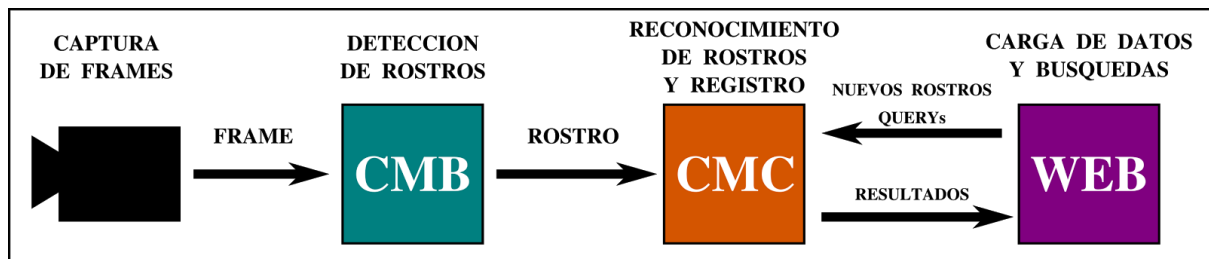 CAPTURA
DE FRAMES
FRAME
DETECCION
DE ROSTROS
CMB
ROSTRO
RECONOCIMIENTO
DE ROSTROS
Y REGISTRO
CMC
NUEVOS ROSTROS
QUERYs
RESULTADOS
CARGA DE DATOS
Y BUSQUEDAS
WEB